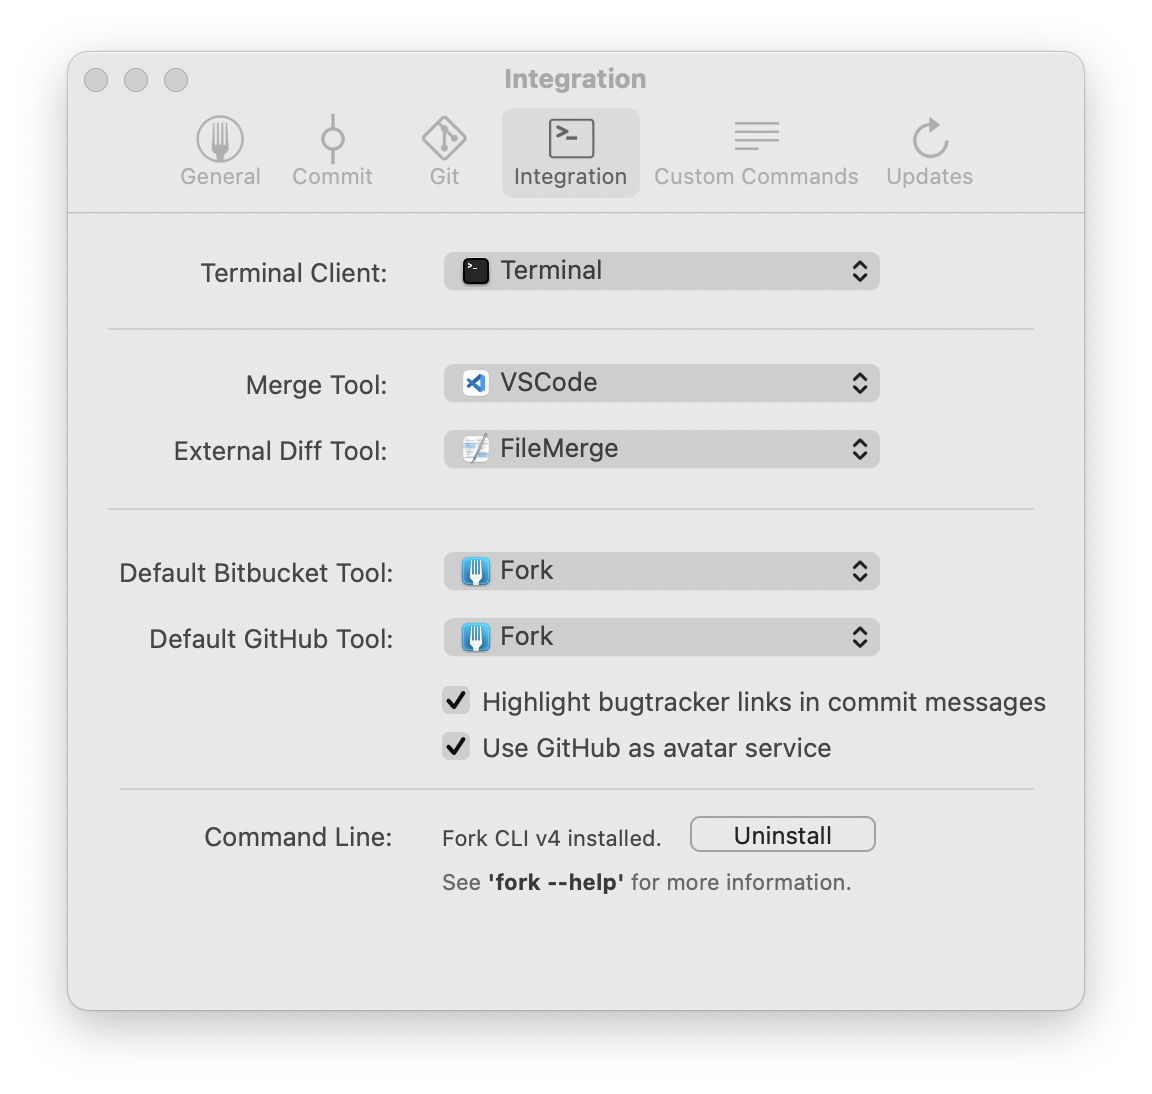 Integration
General Commit Git Integration Custom Commands Updates
Terminal Client: Terminal
Merge Tool: VSCode
External Diff Tool: FileMerge
Default Bitbucket Tool: Fork
Default GitHub Tool: Fork
Highlight bugtracker links in commit messages
Use GitHub as avatar service
Command Line: Fork CLI v4 installed. Uninstall
See 'fork --help' for more information.